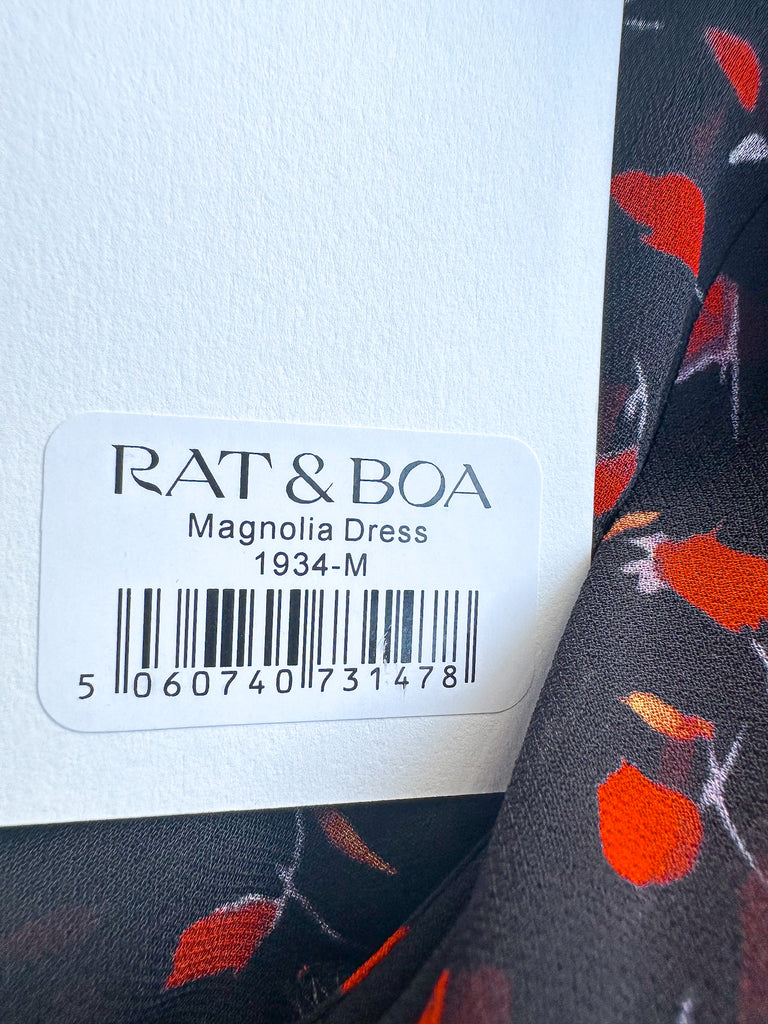 RAT & BOA
Magnolia Dress
1934-M
5 060740 731478